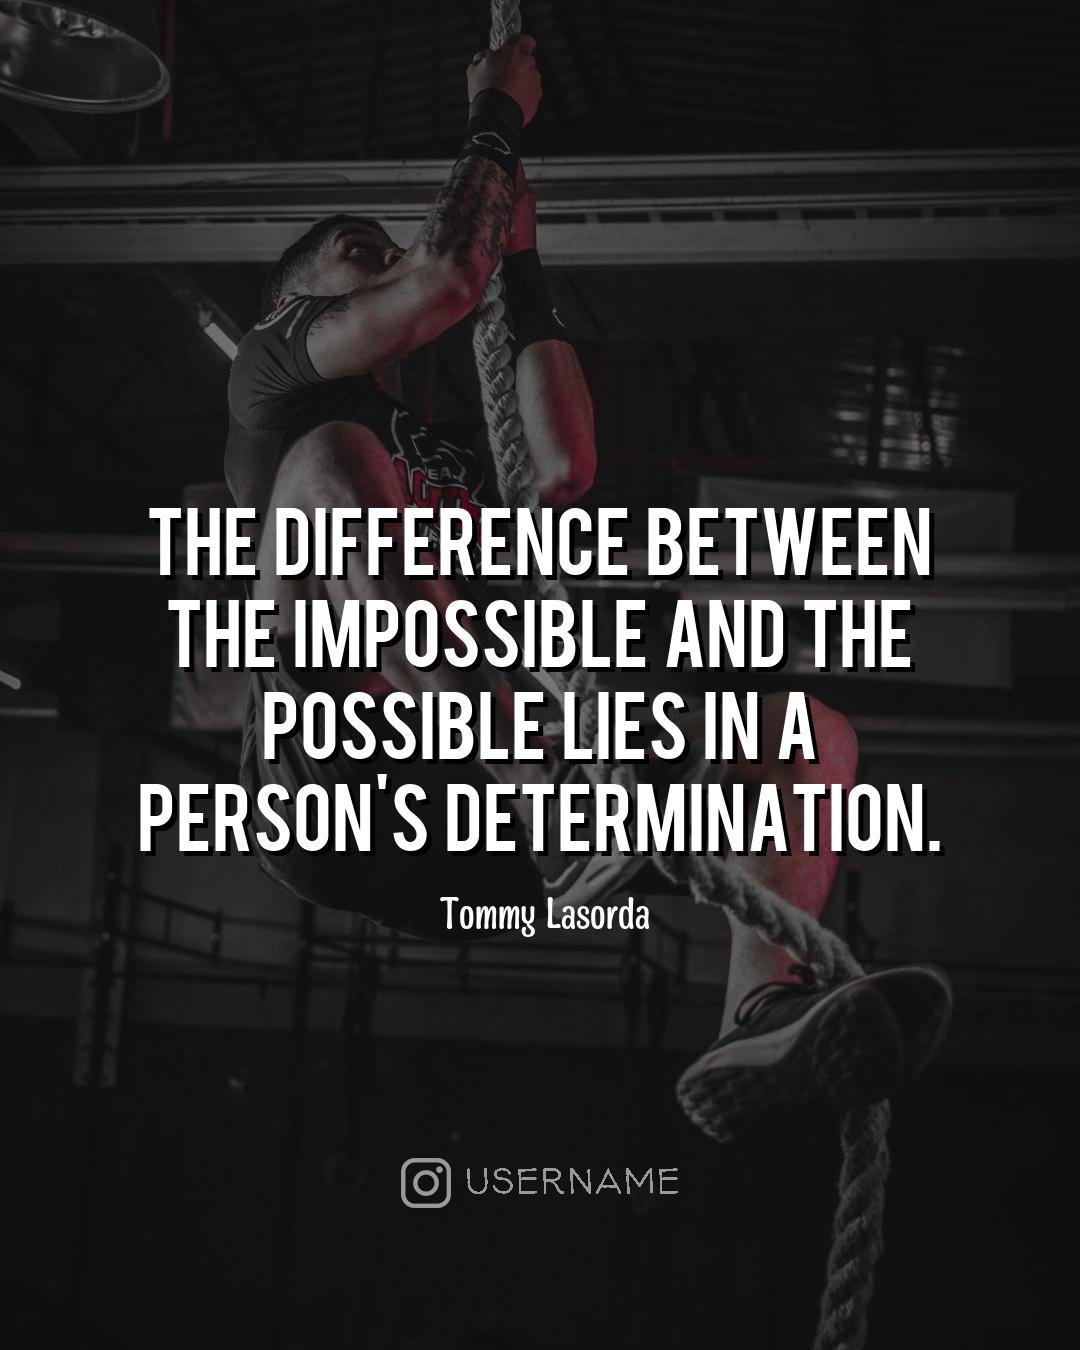 THE DIFFERENCE BETWEEN
THE IMPOSSIBLE AND THE
POSSIBLE LIES IN A
PERSON'S DETERMINATION.
Tommy Lasorda
USERNAME